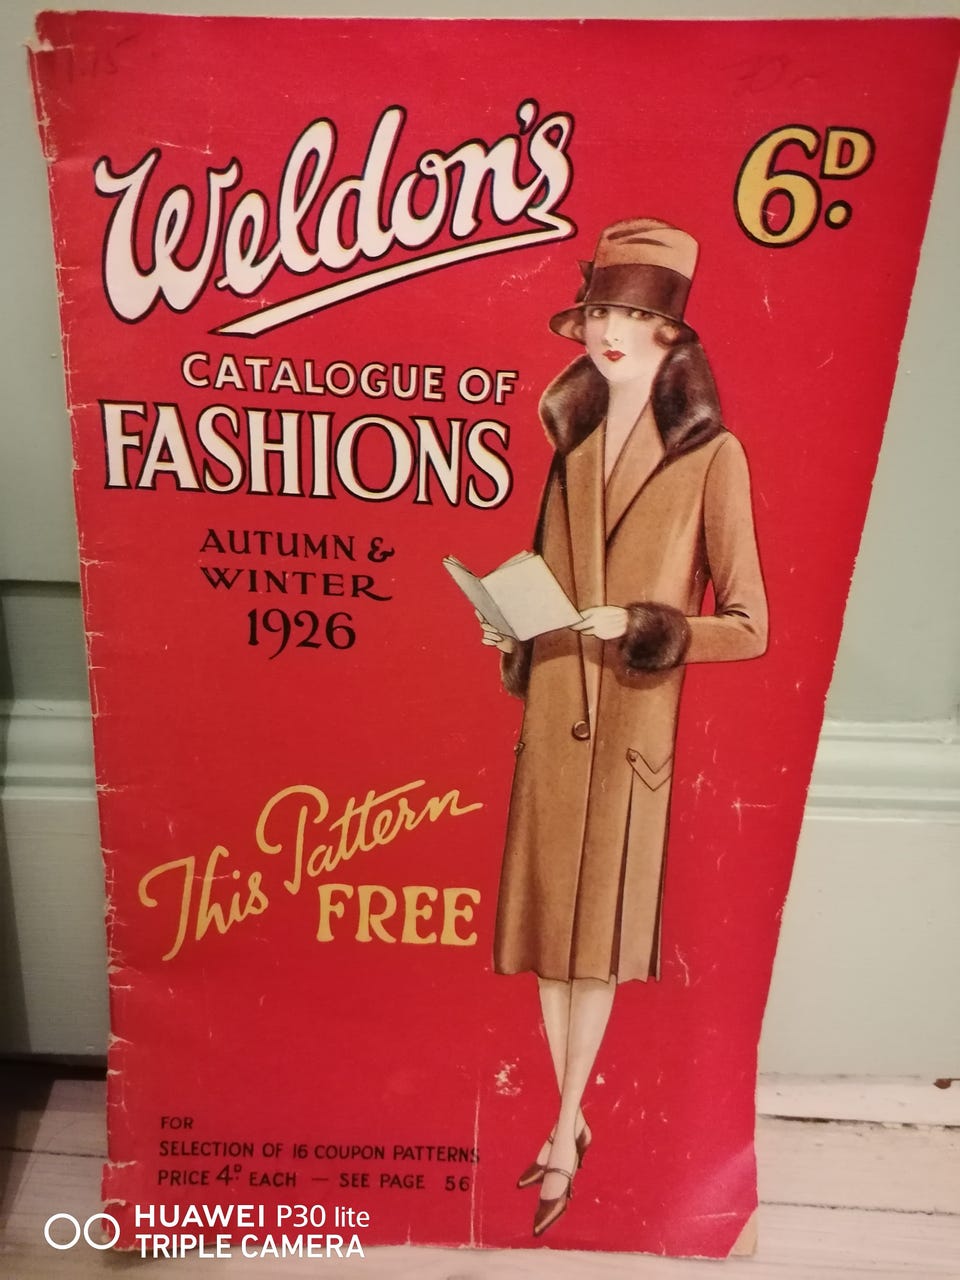 Weldon's
6D.
CATALOGUE OF
FASHIONS
AUTUMN &
WINTER
1926
This Pattern
FREE
FOR
SELECTION OF 16 COUPON PATTERNS
PRICE 4D. EACH — SEE PAGE 56
HUAWEI P30 lite
TRIPLE CAMERA